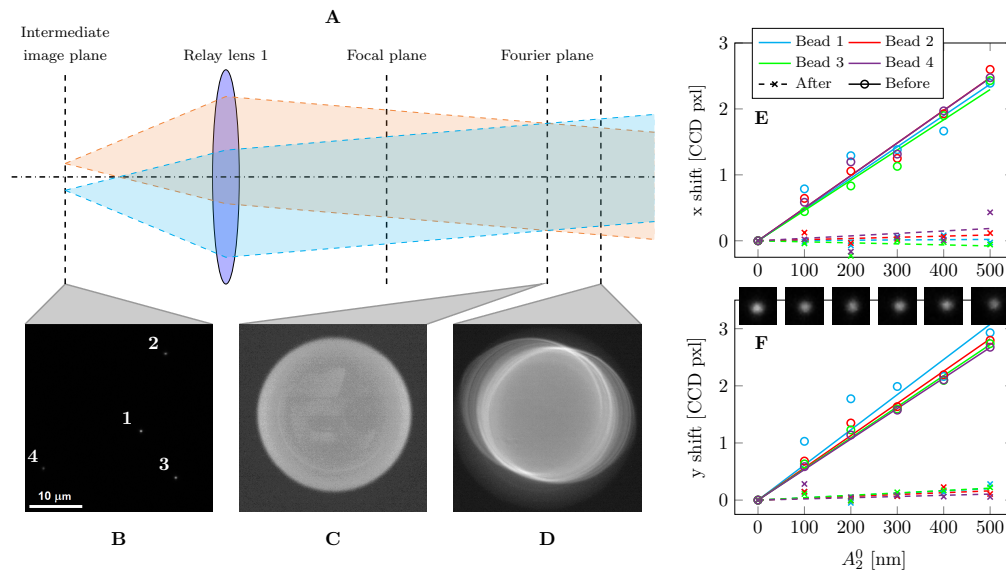 A
Intermediate
image plane
Relay lens 1
Focal plane
Fourier plane
2
1
4
3
10 μm
B
C
D
Bead 1
Bead 2
Bead 3
Bead 4
After
Before
E
x shift [CCD pxl]
3
2
1
0
0 100 200 300 400 500
F
y shift [CCD pxl]
3
2
1
0
0 100 200 300 400 500
A₂⁰ [nm]